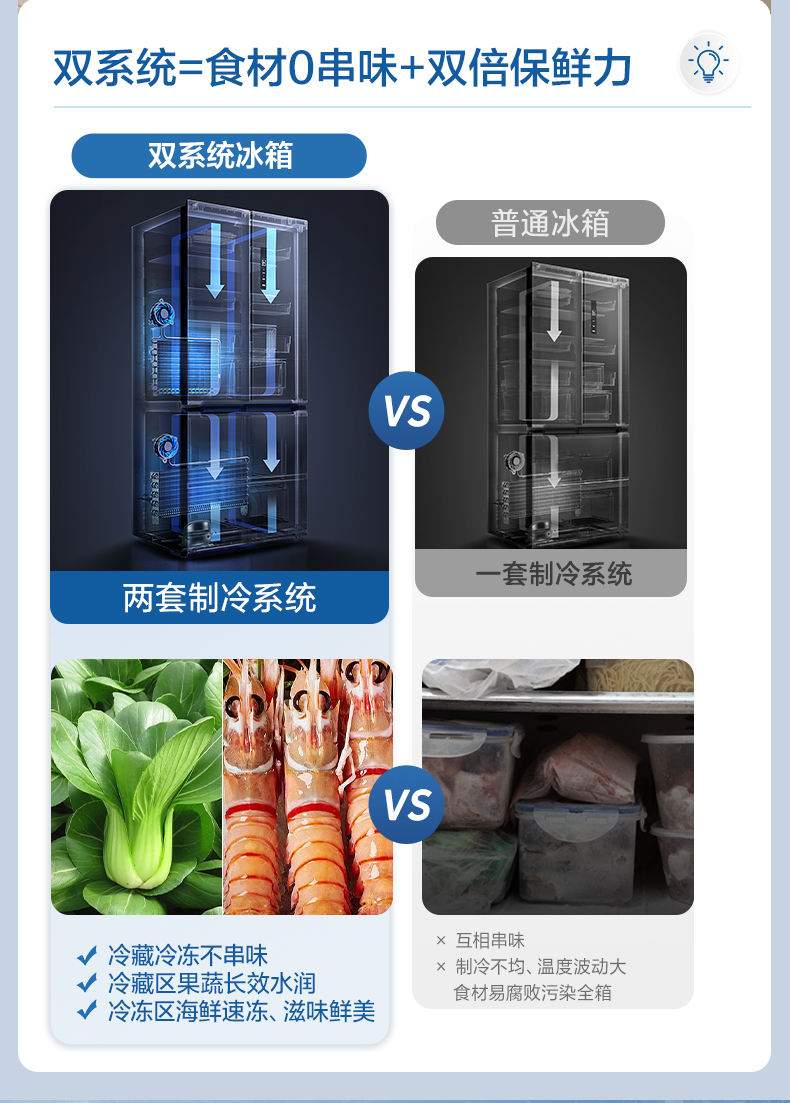 双系统=食材0串味+双倍保鲜力
双系统冰箱
普通冰箱
VS
两套制冷系统
一套制冷系统
VS
冷藏冷冻不串味
冷藏区果蔬长效水润
冷冻区海鲜速冻、滋味鲜美
× 互相串味
× 制冷不均、温度波动大
食材易腐败污染全箱